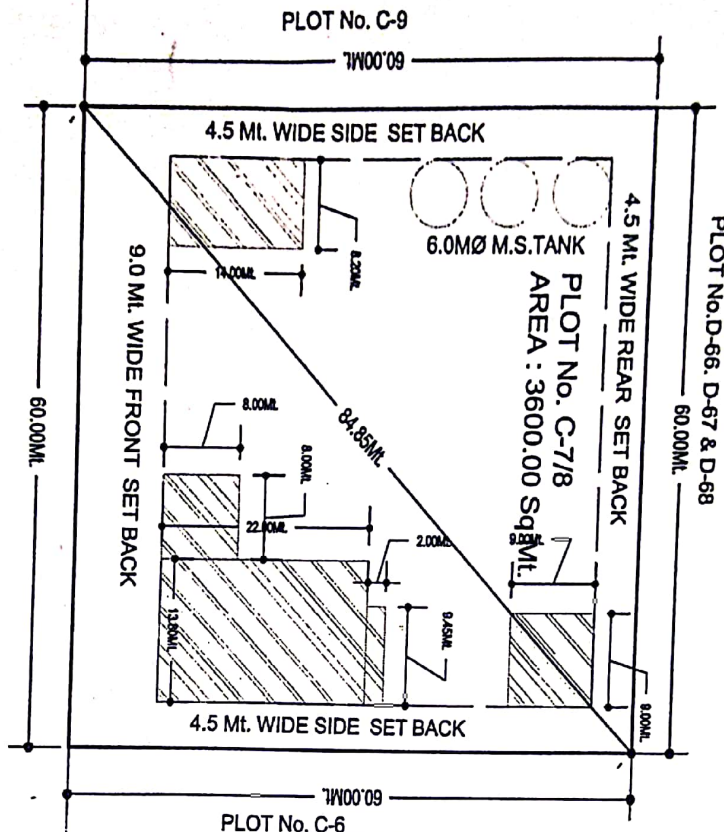 PLOT No. C-9
60.00Mt.
4.5 Mt. WIDE SIDE SET BACK
60.00Mt.
9.0 Mt. WIDE FRONT SET BACK
14.00Mt.
8.20Mt.
6.0MØ M.S.TANK
PLOT No. C-7/8
AREA : 3600.00 Sq.Mt.
4.5 Mt. WIDE REAR SET BACK
60.00Mt.
PLOT No.D-66. D-67 & D-68
84.85Mt.
8.00Mt.
8.00Mt.
22.00Mt.
2.00Mt.
9.00Mt.
13.80Mt.
9.45Mt.
9.00Mt.
4.5 Mt. WIDE SIDE SET BACK
60.00Mt.
PLOT No. C-6